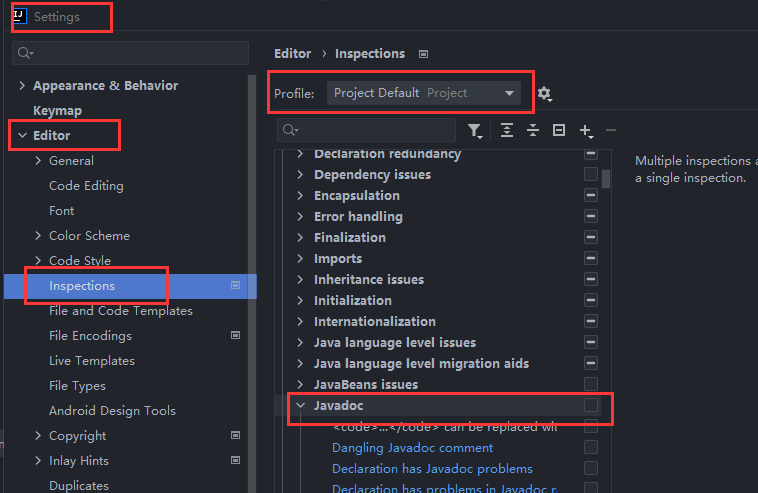 IJ Settings
Appearance & Behavior
Keymap
Editor
General
Code Editing
Font
Color Scheme
Code Style
Inspections
File and Code Templates
File Encodings
Live Templates
File Types
Android Design Tools
Copyright
Inlay Hints
Duplicates
Editor › Inspections
Profile: Project Default Project
Declaration redundancy
Dependency issues
Encapsulation
Error handling
Finalization
Imports
Inheritance issues
Initialization
Internationalization
Java language level issues
Java language level migration aids
JavaBeans issues
Javadoc
<code>...</code> can be replaced
Dangling Javadoc comment
Declaration has Javadoc problems
Declaration has problems in Javadoc
Multiple inspections
a single inspection.